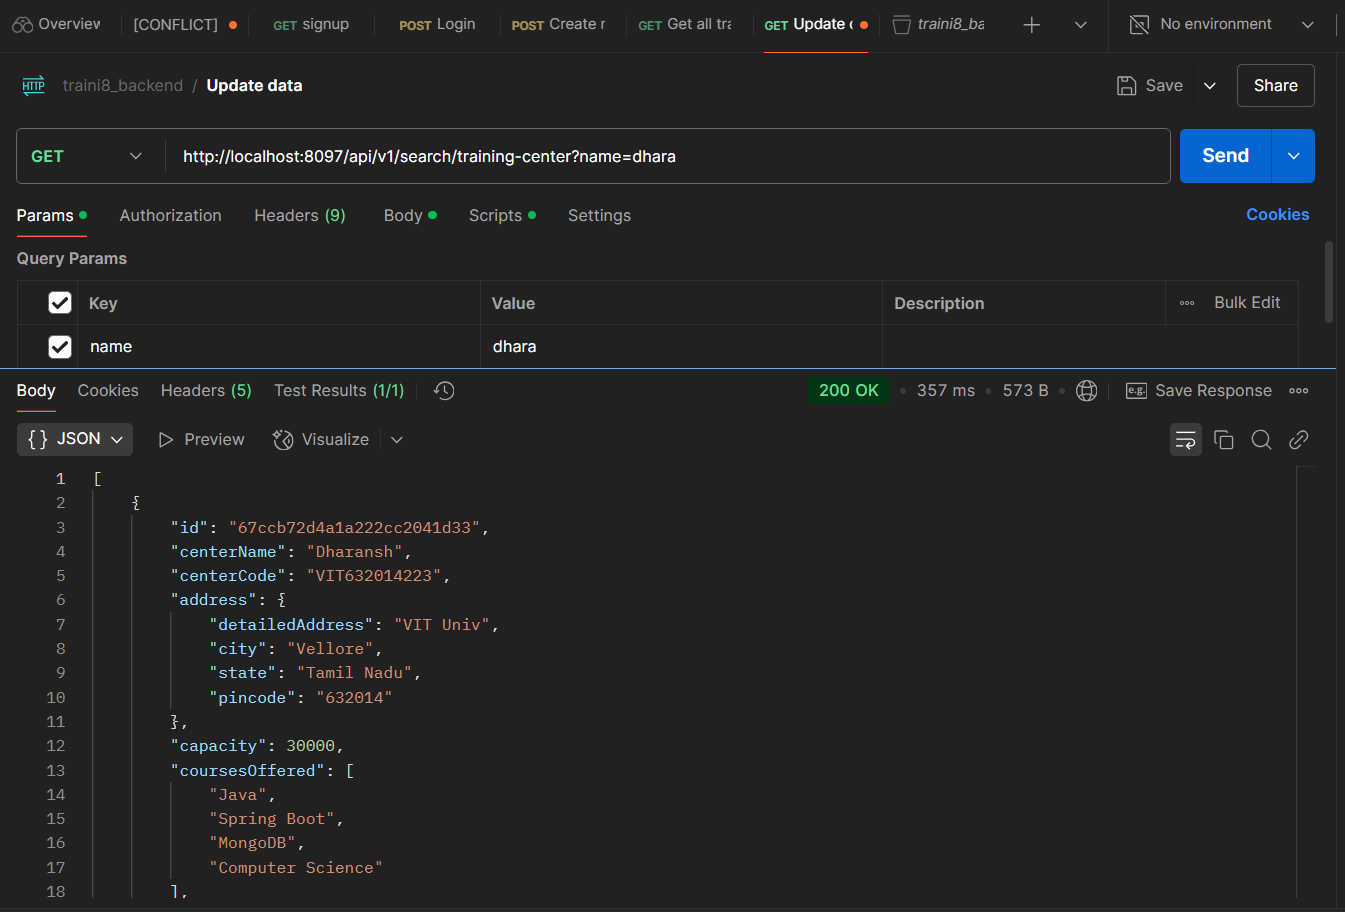 Overview [CONFLICT] GET signup POST Login POST Create r GET Get all tra GET Update traini8_ba No environment
HTTP traini8_backend / Update data Save Share
GET http://localhost:8097/api/v1/search/training-center?name=dhara Send
Params Authorization Headers (9) Body Scripts Settings Cookies
Query Params
Key Value Description Bulk Edit
name dhara
Body Cookies Headers (5) Test Results (1/1) 200 OK 357 ms 573 B e.g. Save Response
{} JSON Preview Visualize
1 [
2 {
3 "id": "67ccb72d4a1a222cc2041d33",
4 "centerName": "Dharansh",
5 "centerCode": "VIT632014223",
6 "address": {
7 "detailedAddress": "VIT Univ",
8 "city": "Vellore",
9 "state": "Tamil Nadu",
10 "pincode": "632014"
11 },
12 "capacity": 30000,
13 "coursesOffered": [
14 "Java",
15 "Spring Boot",
16 "MongoDB",
17 "Computer Science"
18 ],